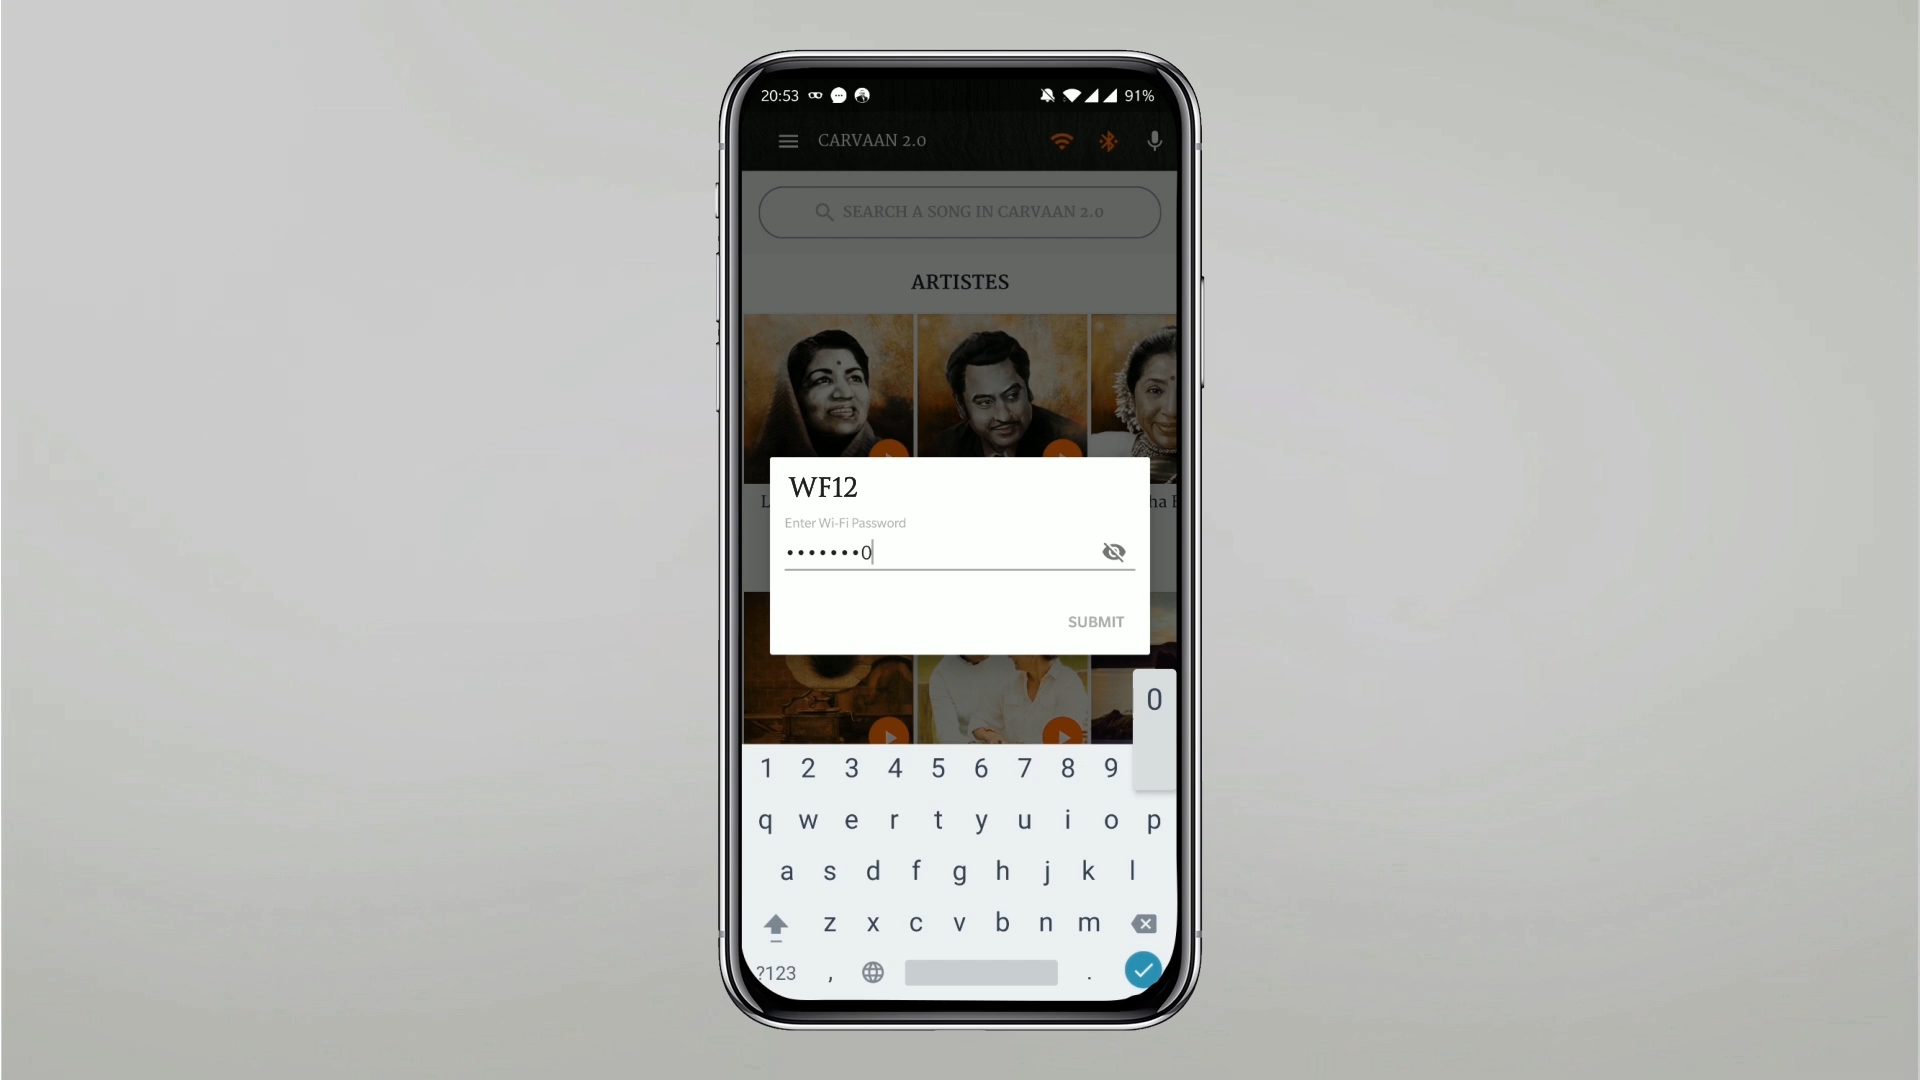 20:53 91%
CARVAAN 2.0
SEARCH A SONG IN CARVAAN 2.0
ARTISTES
L ha
WF12
Enter Wi-Fi Password
•••••••0
SUBMIT
0
1 2 3 4 5 6 7 8 9
q w e r t y u i o p
a s d f g h j k l
z x c v b n m
?123 , .